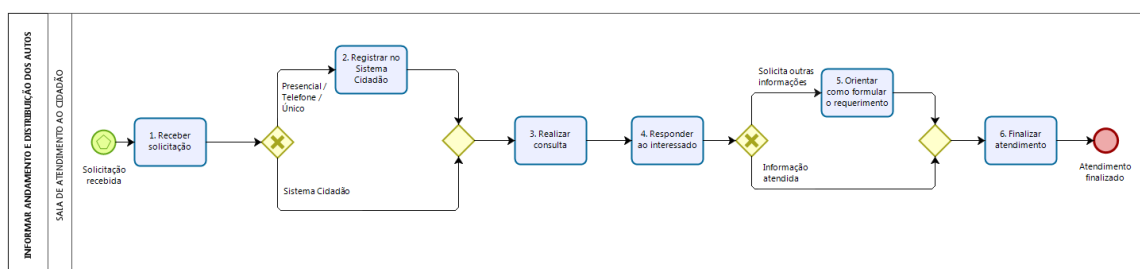 INFORMAR ANDAMENTO E DISTRIBUIÇÃO DOS AUTOS
SALA DE ATENDIMENTO AO CIDADÃO
Solicitação
recebida
1. Receber
solicitação
Presencial /
Telefone /
Único
2. Registrar no
Sistema
Cidadão
Sistema Cidadão
3. Realizar
consulta
4. Responder
ao interessado
Solicita outras
informações
5. Orientar
como formular
o requerimento
Informação
atendida
6. Finalizar
atendimento
Atendimento
finalizado